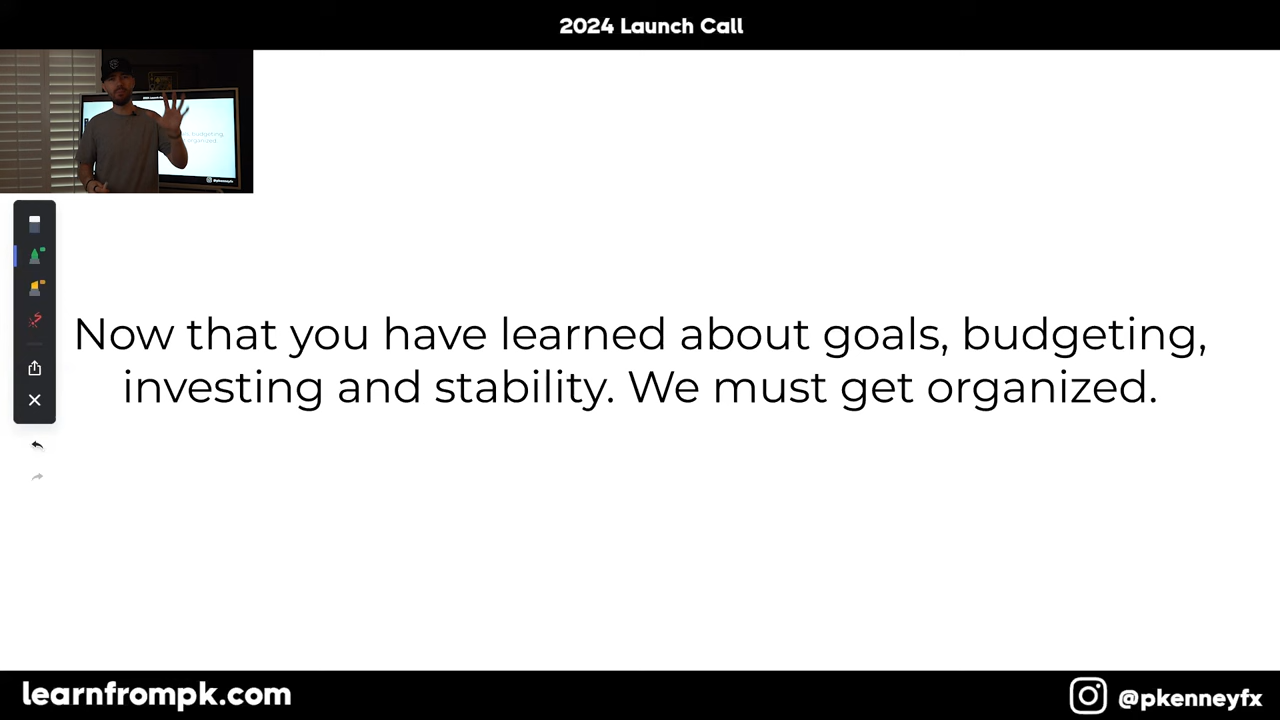 2024 Launch Call
Now that you have learned about goals, budgeting,
investing and stability. We must get organized.
learnfrompk.com
@pkenneyfx